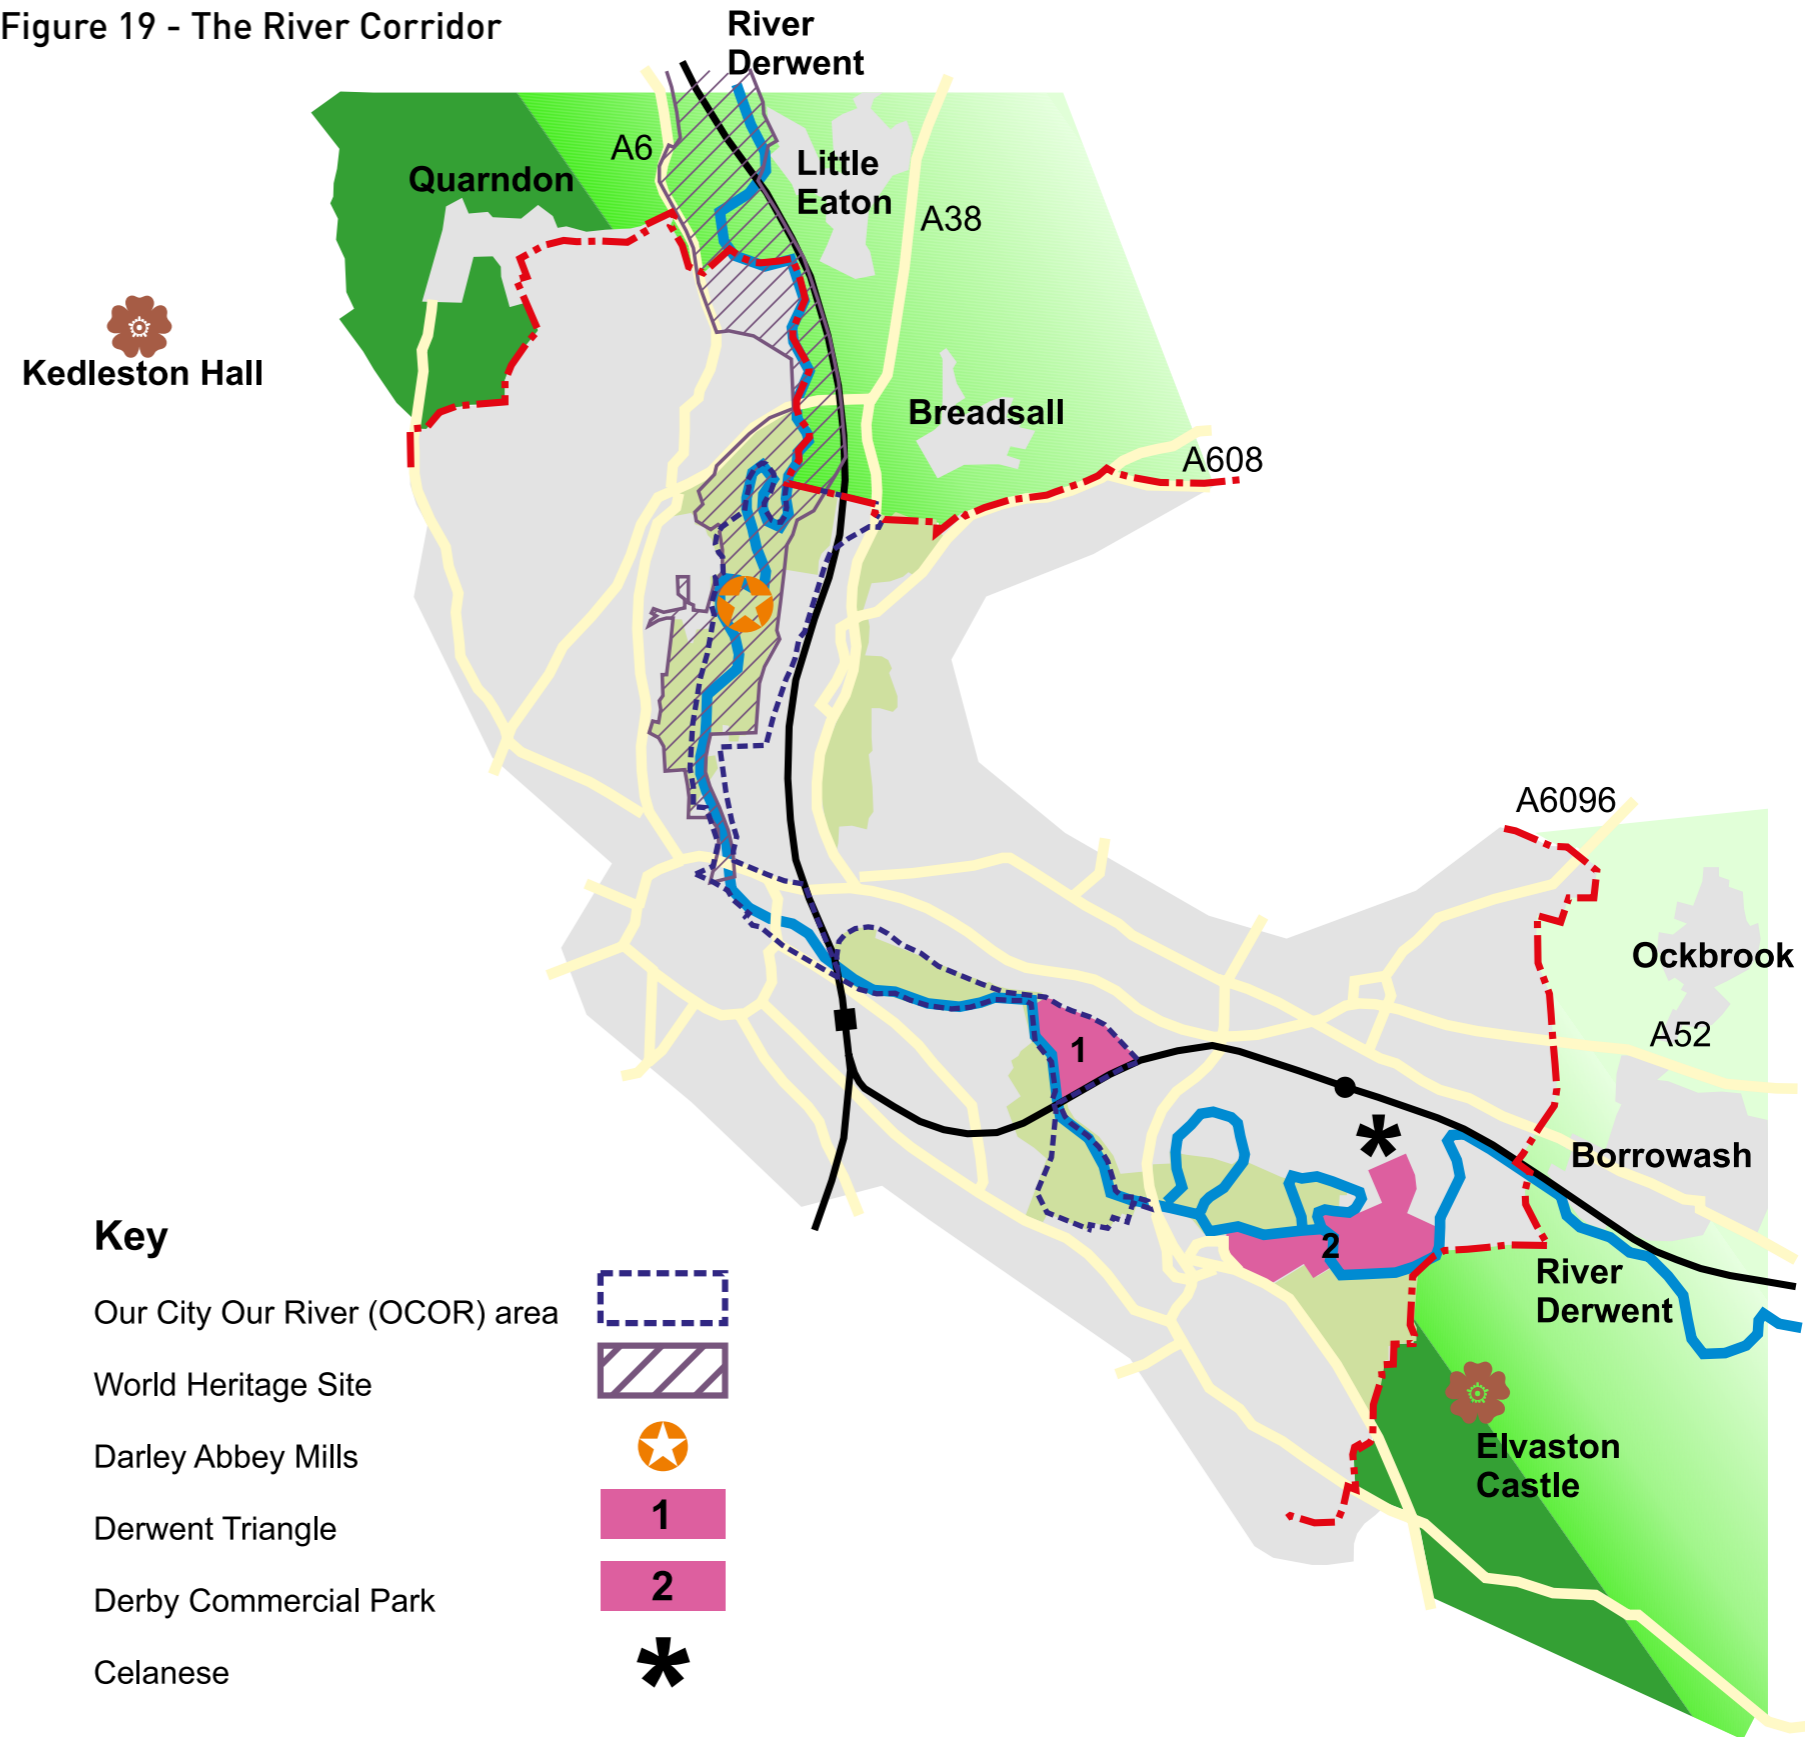 Figure 19 - The River Corridor
River
Derwent
A6
Quarndon
Little
Eaton
A38
Kedleston Hall
Breadsall
A608
A6096
Ockbrook
A52
1
Borrowash
2
River
Derwent
Elvaston
Castle
Key
Our City Our River (OCOR) area
World Heritage Site
Darley Abbey Mills
Derwent Triangle
1
Derby Commercial Park
2
Celanese